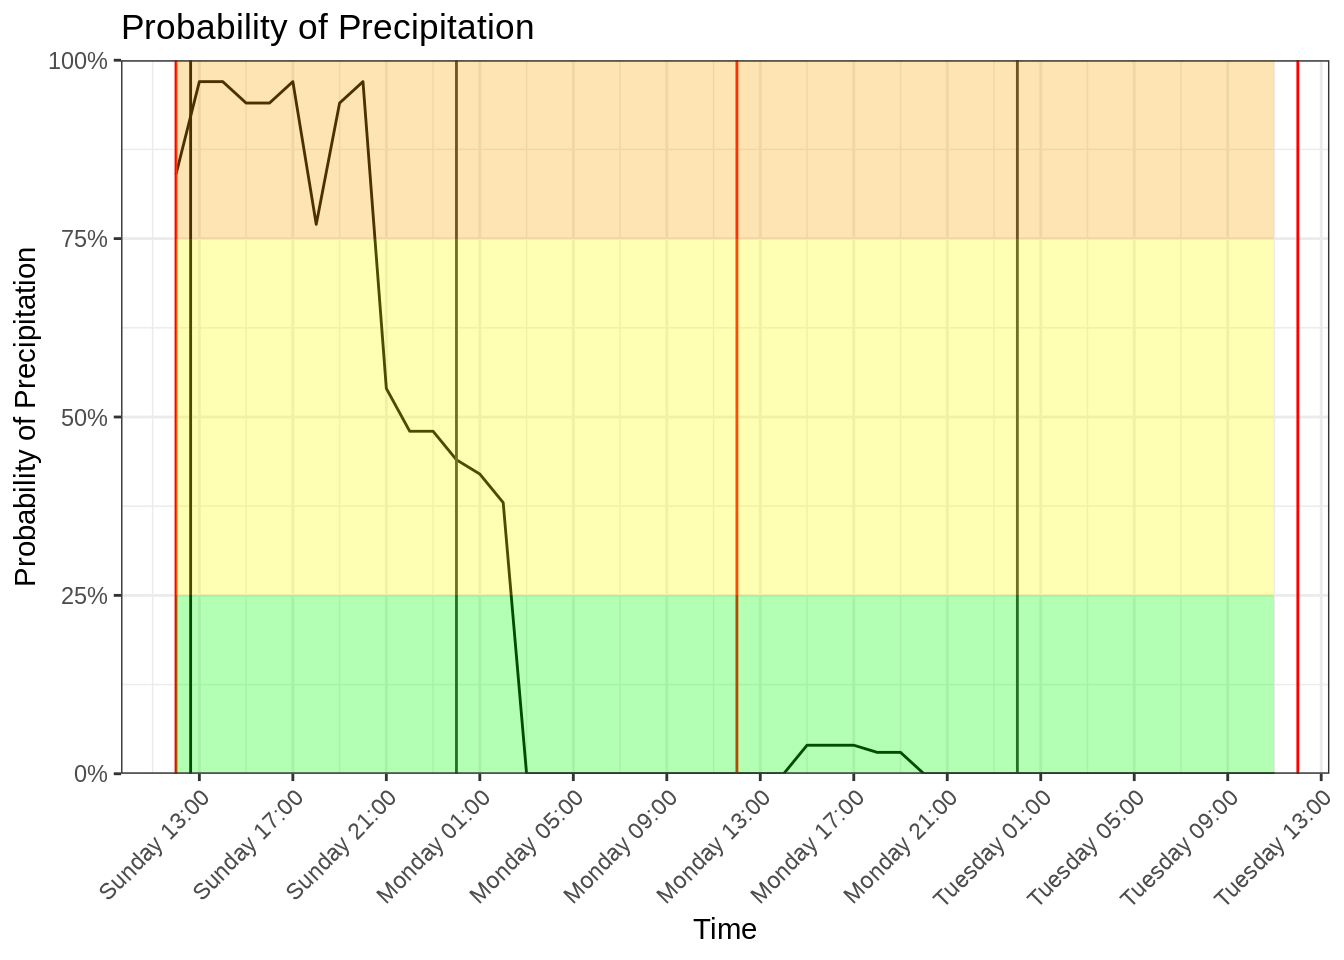 Probability of Precipitation
Probability of Precipitation
100%
75%
50%
25%
0%
Sunday 13:00
Sunday 17:00
Sunday 21:00
Monday 01:00
Monday 05:00
Monday 09:00
Monday 13:00
Monday 17:00
Monday 21:00
Tuesday 01:00
Tuesday 05:00
Tuesday 09:00
Tuesday 13:00
Time